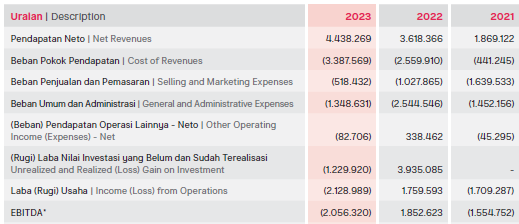 Uraian | Description 2023 2022 2021
Pendapatan Neto | Net Revenues 4.438.269 3.618.366 1.869.122
Beban Pokok Pendapatan | Cost of Revenues (3.387.569) (2.559.910) (441.245)
Beban Penjualan dan Pemasaran | Selling and Marketing Expenses (518.432) (1.027.865) (1.639.533)
Beban Umum dan Administrasi | General and Administrative Expenses (1.348.631) (2.544.546) (1.452.156)
(Beban) Pendapatan Operasi Lainnya - Neto | Other Operating
Income (Expenses) - Net (82.706) 338.462 (45.295)
(Rugi) Laba Nilai Investasi yang Belum dan Sudah Terealisasi
Unrealized and Realized (Loss) Gain on Investment (1.229.920) 3.935.085 -
Laba (Rugi) Usaha | Income (Loss) from Operations (2.128.989) 1.759.593 (1.709.287)
EBITDA* (2.056.320) 1.852.623 (1.554.752)